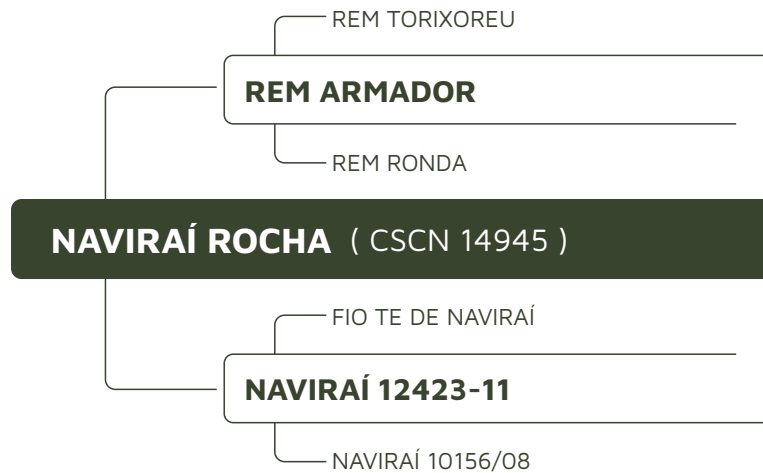 REM TORIXOREU
REM ARMADOR
REM RONDA
NAVIRAÍ ROCHA ( CSCN 14945 )
FIO TE DE NAVIRAÍ
NAVIRAÍ 12423-11
NAVIRAÍ 10156/08